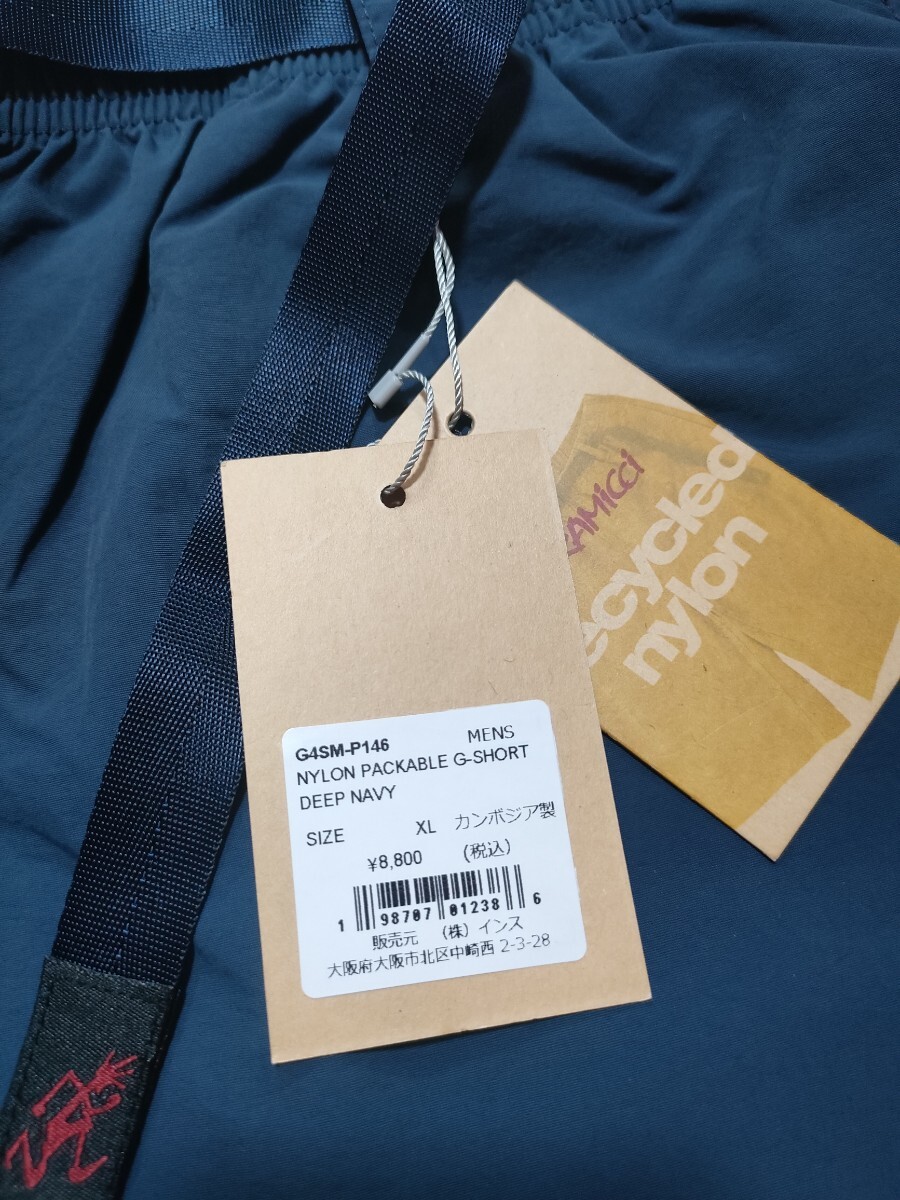 G4SM-P146 MENS
NYLON PACKABLE G-SHORT
DEEP NAVY
SIZE XL カンボジア製
¥8,800 (税込)
1 98707 01238 6
販売元 (株) インス
大阪府大阪市北区中崎西 2-3-28
RAMicci
ecycled
nylon